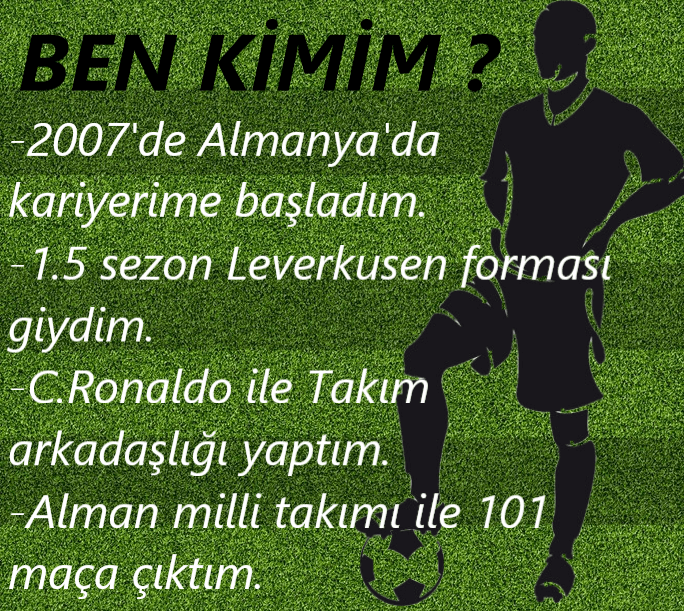 BEN KİMİM ?
-2007'de Almanya'da
kariyerime başladım.
-1.5 sezon Leverkusen forması
giydim.
-C.Ronaldo ile Takım
arkadaşlığı yaptım.
-Alman milli takımı ile 101
maça çıktım.